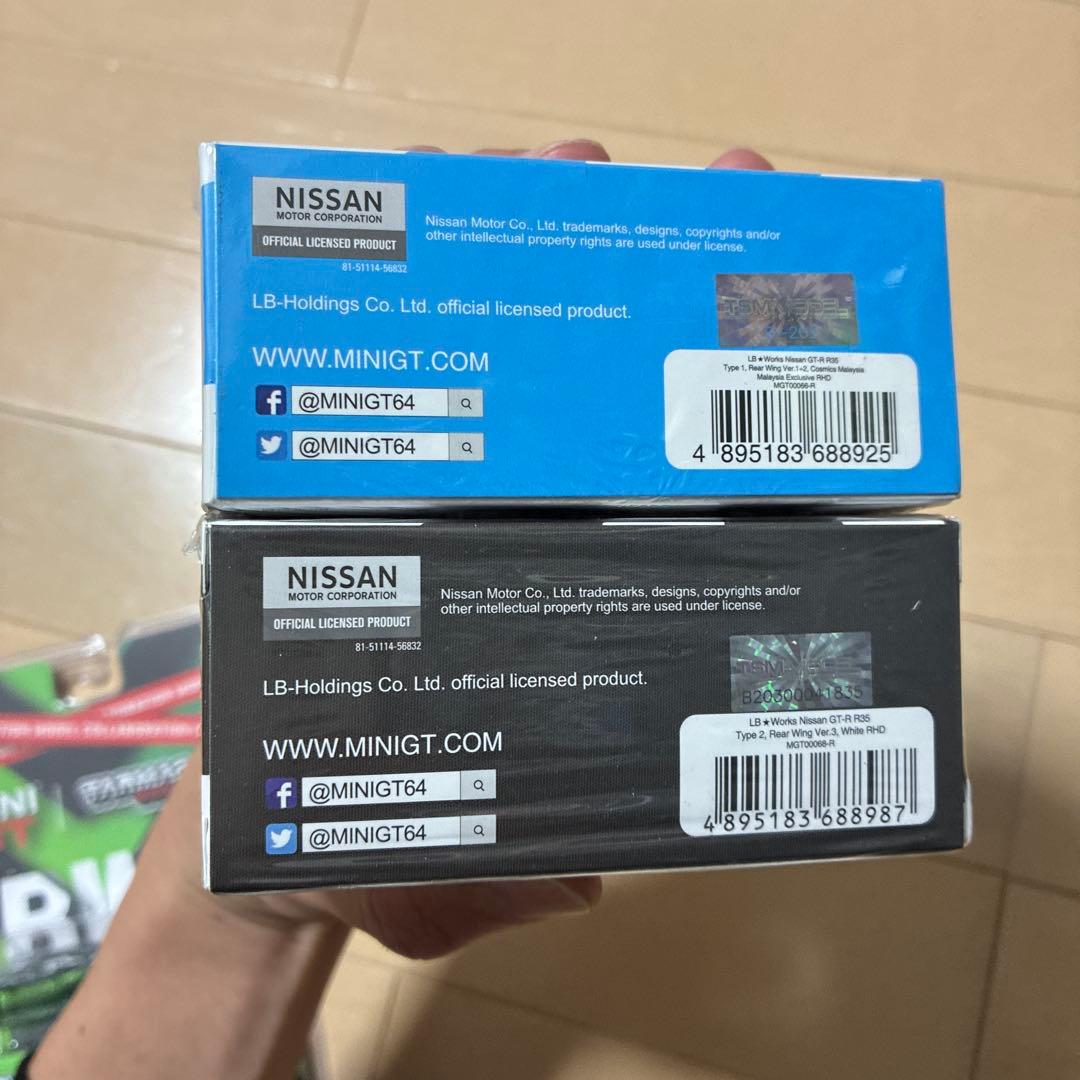 NISSAN
MOTOR CORPORATION
OFFICIAL LICENSED PRODUCT
81-51114-56832
Nissan Motor Co., Ltd. trademarks, designs, copyrights and/or
other intellectual property rights are used under license.
LB-Holdings Co. Ltd. official licensed product.
TSM MODEL
WWW.MINIGT.COM
@MINIGT64
@MINIGT64
LB★Works Nissan GT-R R35
Type 1, Rear Wing Ver.1+2, Cosmics Malaysia
Malaysia Exclusive RHD
MGT00066-R
4 895183 688925
NISSAN
MOTOR CORPORATION
OFFICIAL LICENSED PRODUCT
81-51114-56832
Nissan Motor Co., Ltd. trademarks, designs, copyrights and/or
other intellectual property rights are used under license.
LB-Holdings Co. Ltd. official licensed product.
TSM MODEL
B20300041835
WWW.MINIGT.COM
@MINIGT64
@MINIGT64
LB★Works Nissan GT-R R35
Type 2, Rear Wing Ver.3, White RHD
MGT00068-R
4 895183 688987